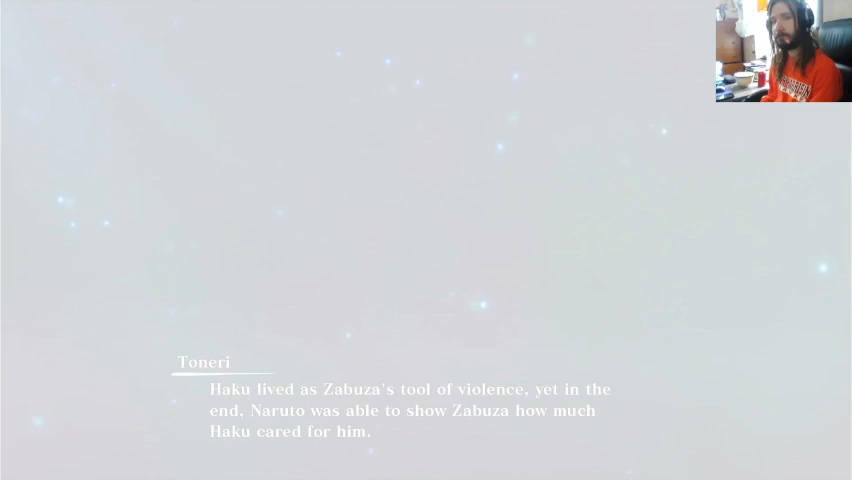 Toneri
Haku lived as Zabuza's tool of violence, yet in the
end, Naruto was able to show Zabuza how much
Haku cared for him.